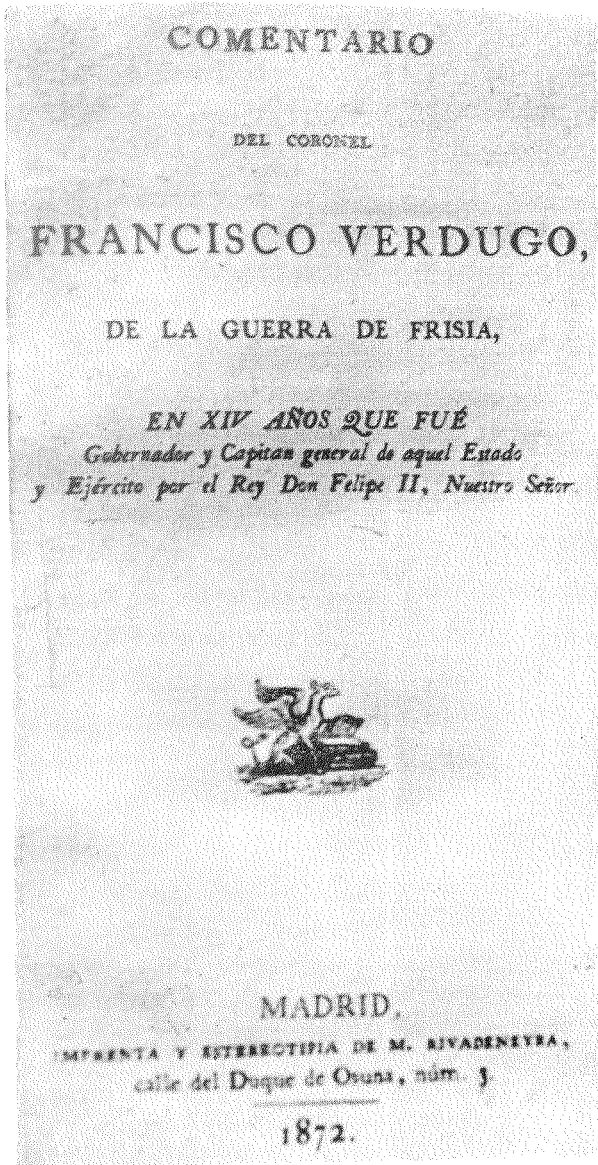 COMENTARIO
DEL CORONEL
FRANCISCO VERDUGO,
DE LA GUERRA DE FRISIA,
EN XIV AÑOS QUE FUÉ
Gobernador y Capitan general de aquel Estado
y Ejército por el Rey Don Felipe II, Nuestro Señor
MADRID,
IMPRENTA Y ESTEREOTIPIA DE M. RIVADENEYRA,
calle del Duque de Osuna, núm. 3.
1872.